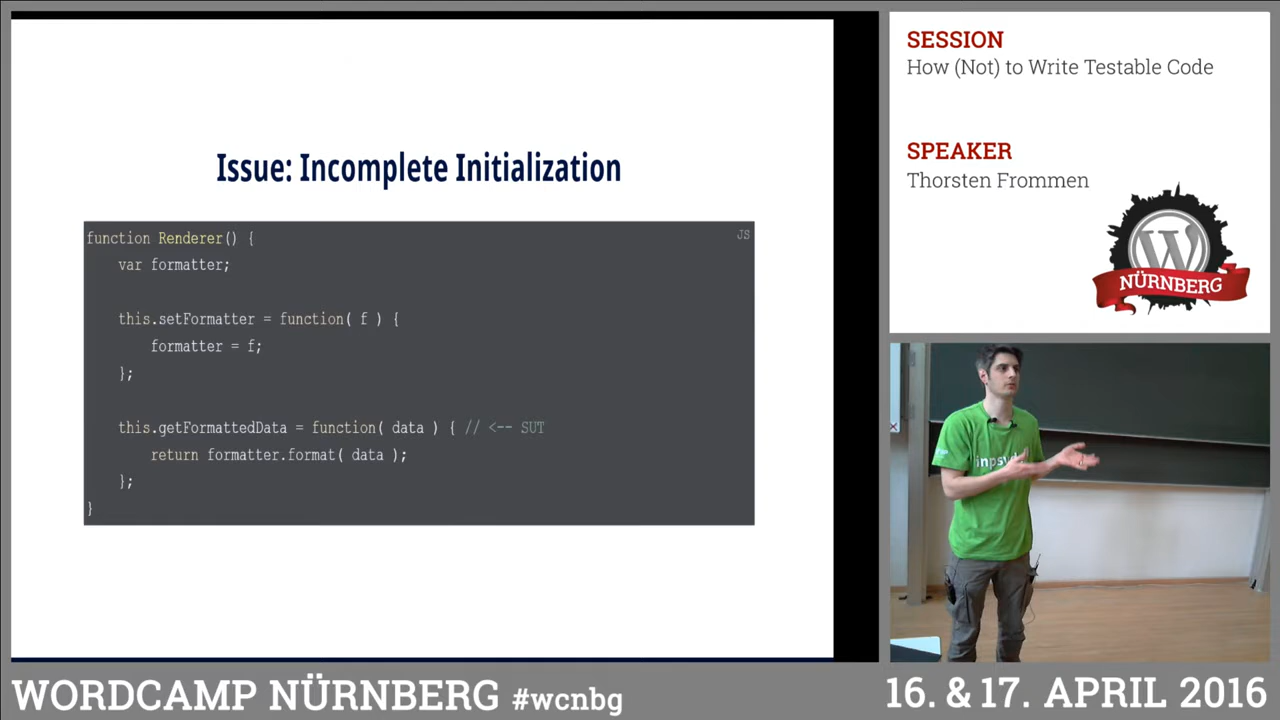 Issue: Incomplete Initialization
JS
function Renderer() {
var formatter;
this.setFormatter = function( f ) {
formatter = f;
};
this.getFormattedData = function( data ) { // <-- SUT
return formatter.format( data );
};
}
SESSION
How (Not) to Write Testable Code
SPEAKER
Thorsten Frommen
W
NÜRNBERG
WORDCAMP NÜRNBERG #wcnbg
16. & 17. APRIL 2016